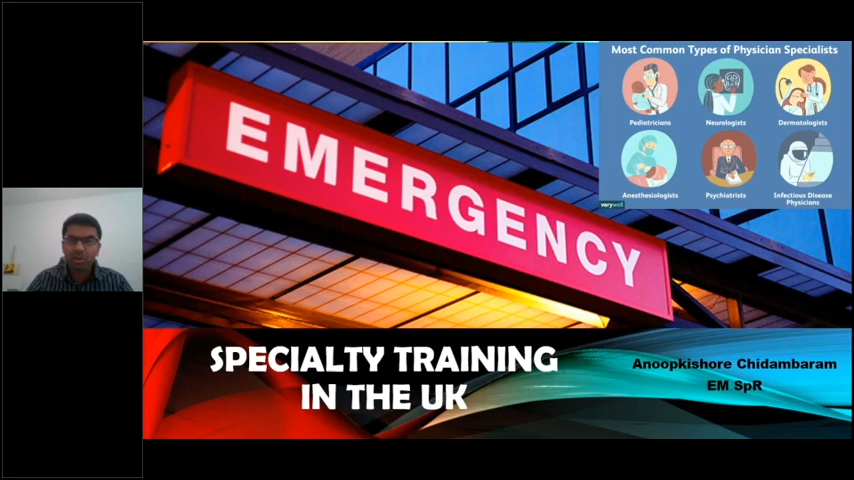 Most Common Types of Physician Specialists
Pediatricians
Neurologists
Dermatologists
Anesthesiologists
Psychiatrists
Infectious Disease
Physicians
verywell
EMERGENCY
SPECIALTY TRAINING
IN THE UK
Anoopkishore Chidambaram
EM SpR